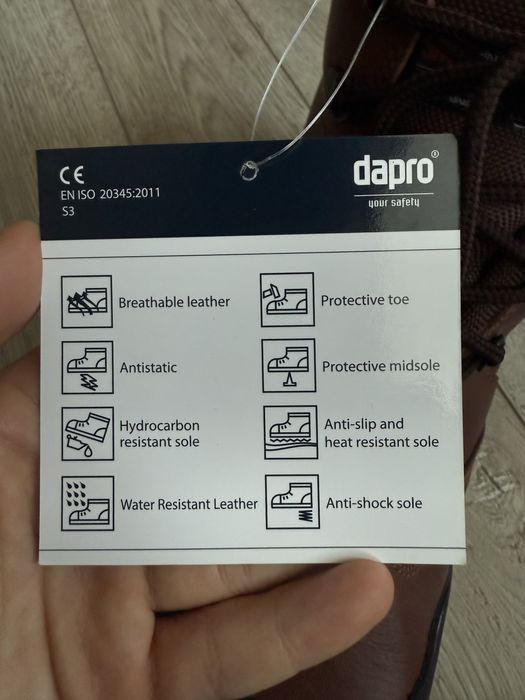 CE
EN ISO 20345:2011
S3
dapro®
your safety
Breathable leather
Protective toe
Antistatic
Protective midsole
Hydrocarbon
resistant sole
Anti-slip and
heat resistant sole
Water Resistant Leather
Anti-shock sole